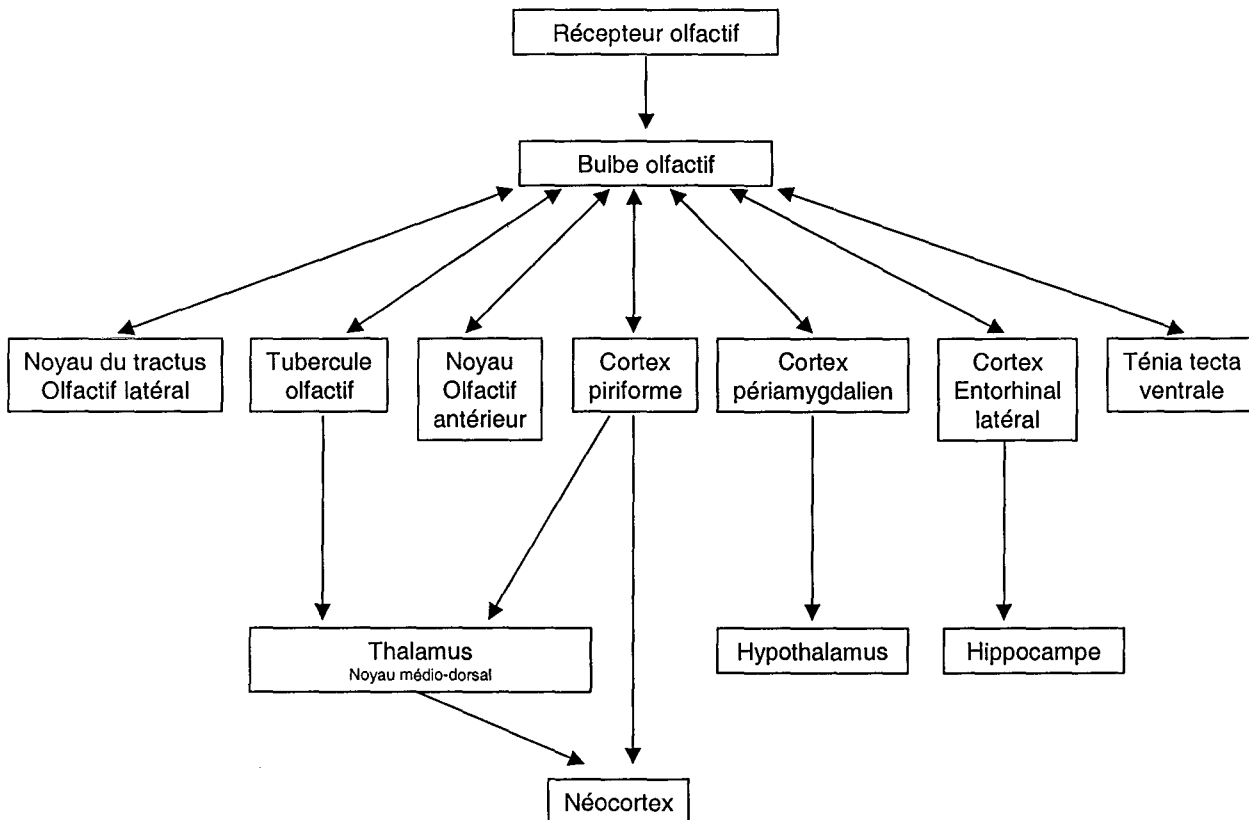 Récepteur olfactif
Bulbe olfactif
Noyau du tractus
Olfactif latéral
Tubercule
olfactif
Noyau
Olfactif
antérieur
Cortex
piriforme
Cortex
périamygdalien
Cortex
Entorhinal
latéral
Ténia tecta
ventrale
Thalamus
Noyau médio-dorsal
Hypothalamus
Hippocampe
Néocortex